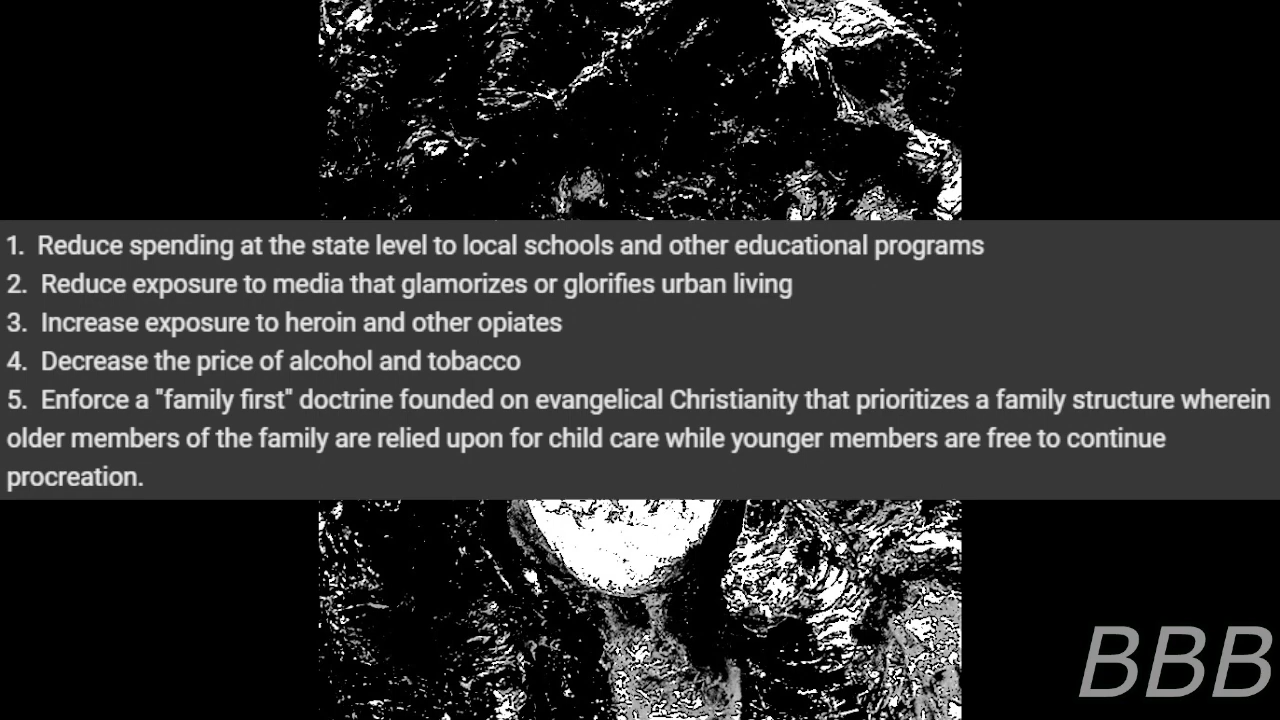 1. Reduce spending at the state level to local schools and other educational programs
2. Reduce exposure to media that glamorizes or glorifies urban living
3. Increase exposure to heroin and other opiates
4. Decrease the price of alcohol and tobacco
5. Enforce a "family first" doctrine founded on evangelical Christianity that prioritizes a family structure wherein
older members of the family are relied upon for child care while younger members are free to continue
procreation.
BBB